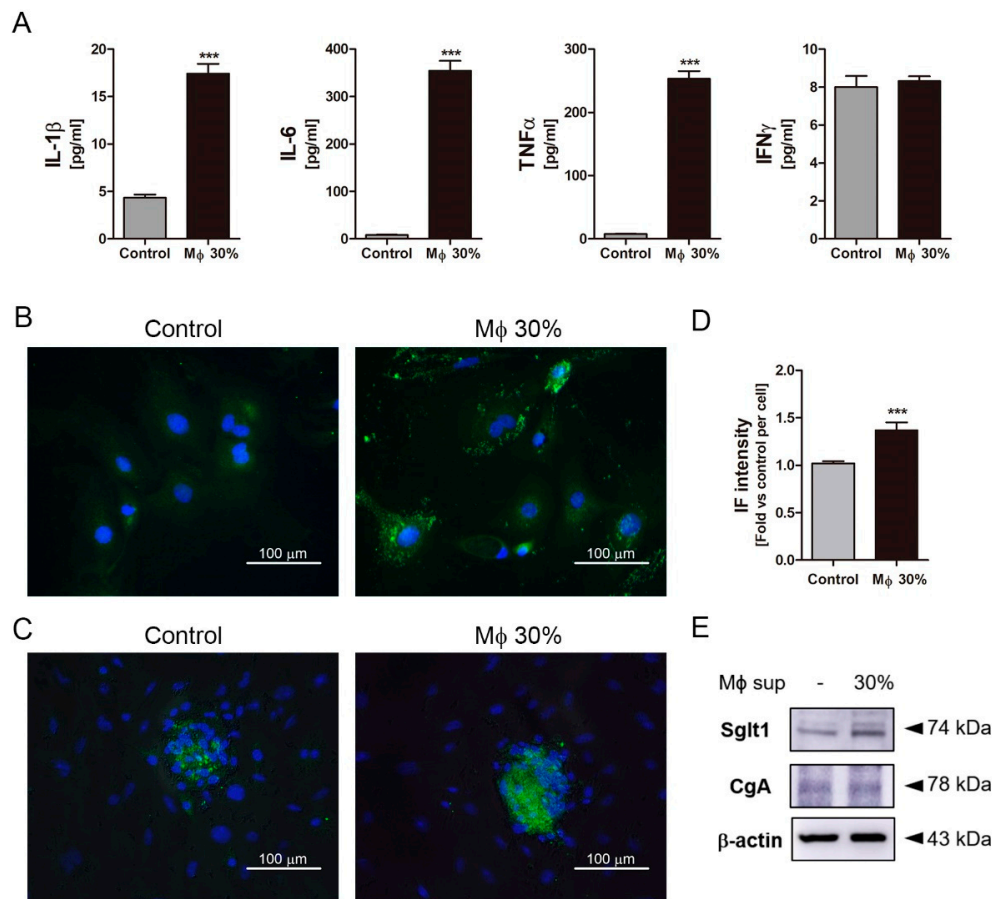 A
IL-1β
[pg/ml]
20
15
10
5
0
***
Control
Mϕ 30%
IL-6
[pg/ml]
400
300
200
100
0
***
Control
Mϕ 30%
TNFα
[pg/ml]
300
200
100
0
***
Control
Mϕ 30%
IFNγ
[pg/ml]
10
8
6
4
2
0
Control
Mϕ 30%
B
Control
Mϕ 30%
100 μm
100 μm
D
IF intensity
[Fold vs control per cell]
2.0
1.5
1.0
0.5
0.0
***
Control
Mϕ 30%
C
Control
Mϕ 30%
100 μm
100 μm
E
Mϕ sup - 30%
Sglt1 ◄74 kDa
CgA ◄78 kDa
β-actin ◄43 kDa